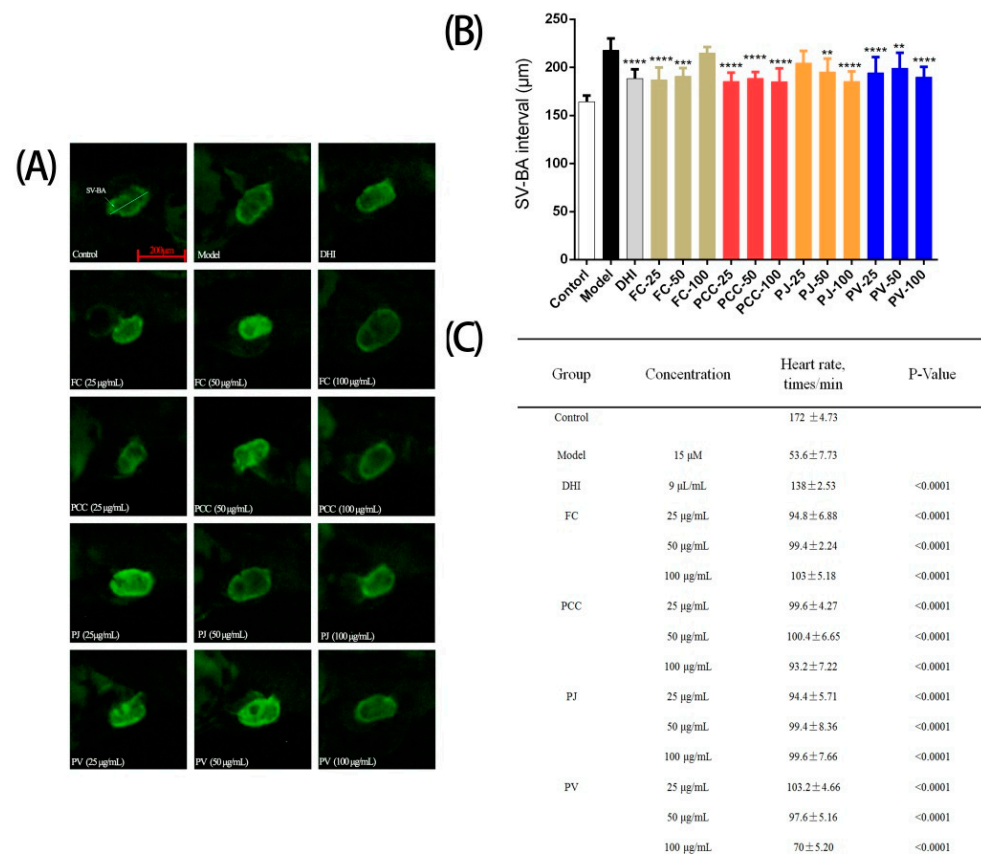 (A)
SV-BA
200μm
Control
Model
DHI
FC (25 μg/mL)
FC (50 μg/mL)
FC (100 μg/mL)
PCC (25 μg/mL)
PCC (50 μg/mL)
PCC (100 μg/mL)
PJ (25μg/mL)
PJ (50 μg/mL)
PJ (100 μg/mL)
PV (25 μg/mL)
PV (50 μg/mL)
PV (100 μg/mL)
(B)
SV-BA interval (μm)
250
200
150
100
50
0
**** **** *** **** **** **** ** **** **** ** ****
Contorl
Model
DHI
FC-25
FC-50
FC-100
PCC-25
PCC-50
PCC-100
PJ-25
PJ-50
PJ-100
PV-25
PV-50
PV-100
(C)
Group Concentration Heart rate, times/min P-Value
Control 172 ±4.73
Model 15 μM 53.6±7.73
DHI 9 μL/mL 138±2.53 <0.0001
FC 25 μg/mL 94.8±6.88 <0.0001
50 μg/mL 99.4±2.24 <0.0001
100 μg/mL 103±5.18 <0.0001
PCC 25 μg/mL 99.6±4.27 <0.0001
50 μg/mL 100.4±6.65 <0.0001
100 μg/mL 93.2±7.22 <0.0001
PJ 25 μg/mL 94.4±5.71 <0.0001
50 μg/mL 99.4±8.36 <0.0001
100 μg/mL 99.6±7.66 <0.0001
PV 25 μg/mL 103.2±4.66 <0.0001
50 μg/mL 97.6±5.16 <0.0001
100 μg/mL 70±5.20 <0.0001